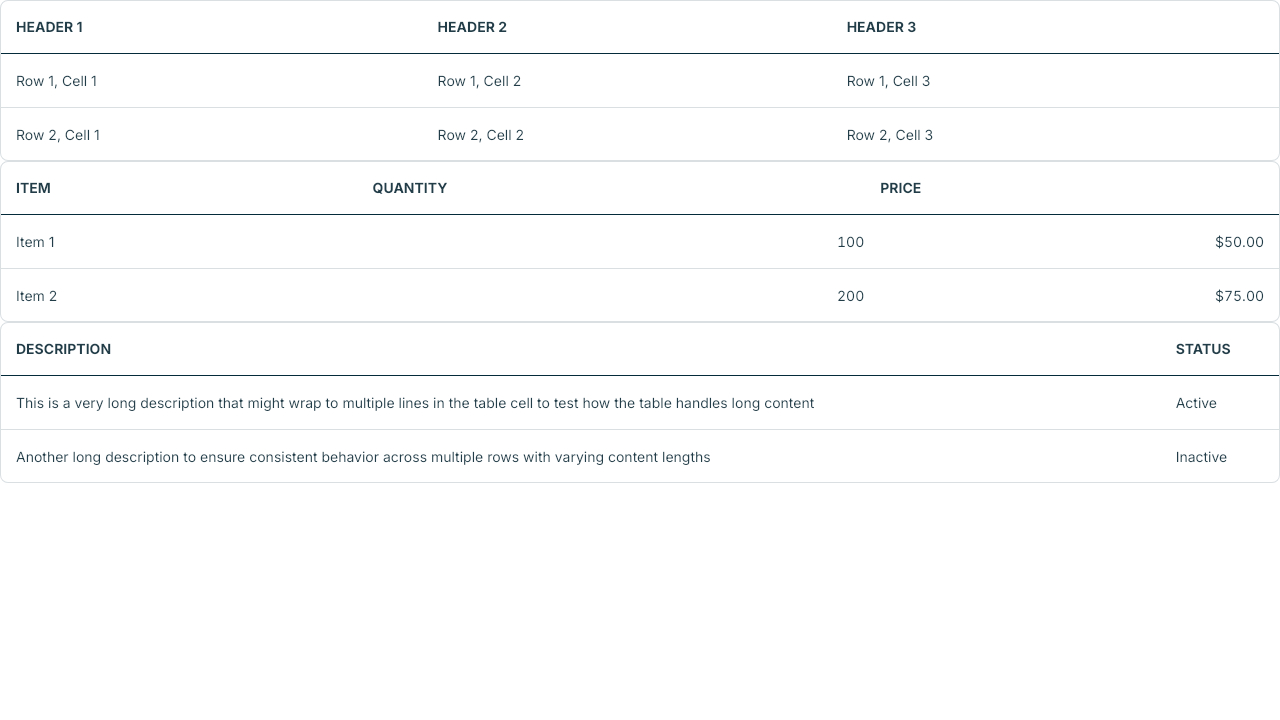 HEADER 1 HEADER 2 HEADER 3
Row 1, Cell 1 Row 1, Cell 2 Row 1, Cell 3
Row 2, Cell 1 Row 2, Cell 2 Row 2, Cell 3
ITEM QUANTITY PRICE
Item 1 100 $50.00
Item 2 200 $75.00
DESCRIPTION STATUS
This is a very long description that might wrap to multiple lines in the table cell to test how the table handles long content Active
Another long description to ensure consistent behavior across multiple rows with varying content lengths Inactive